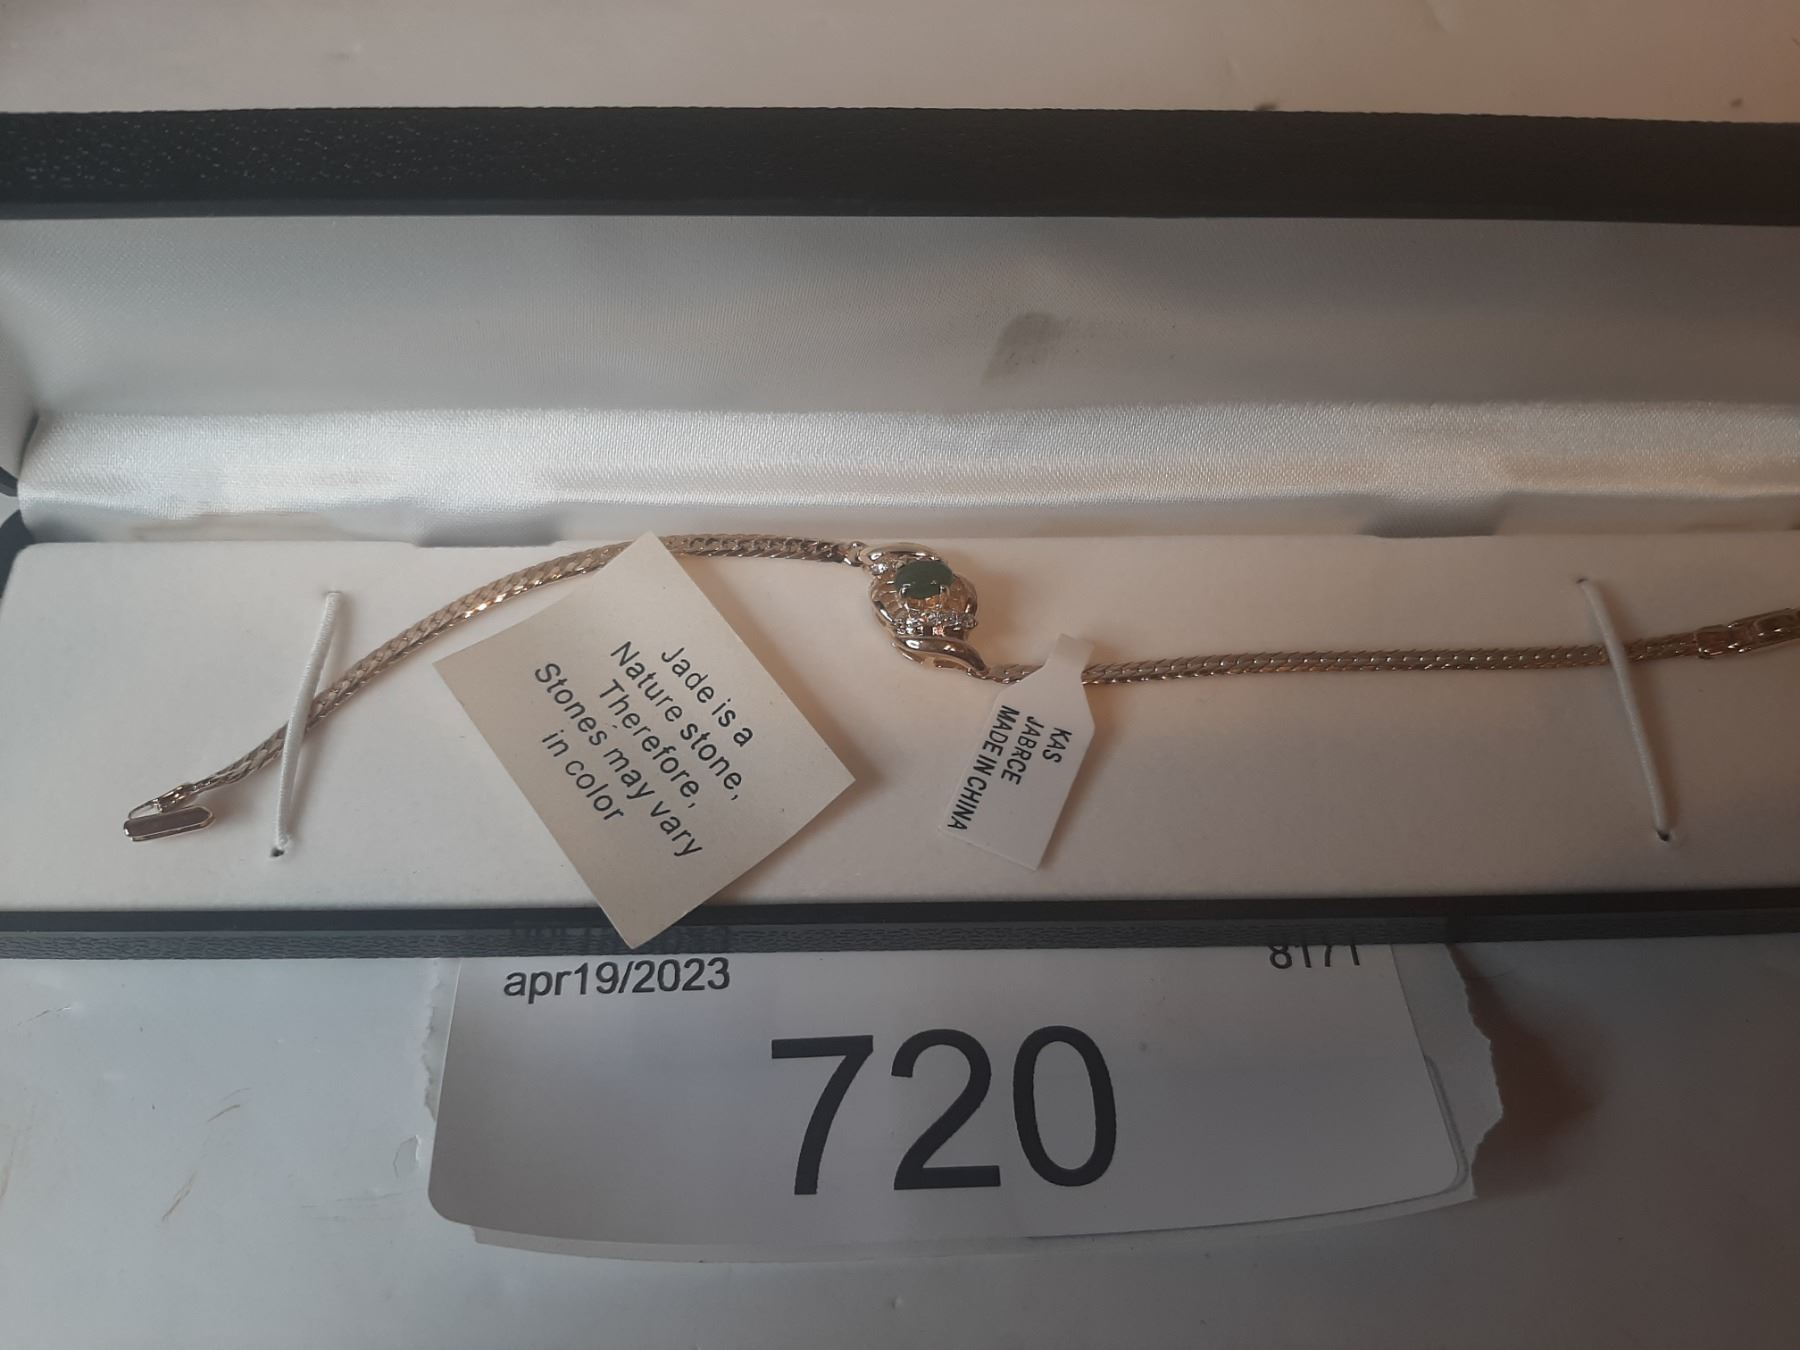 Jade is a
Nature stone,
Therefore,
Stones may vary
in color
KAS
JABRCE
MADE IN CHINA
apr19/2023
8171
720